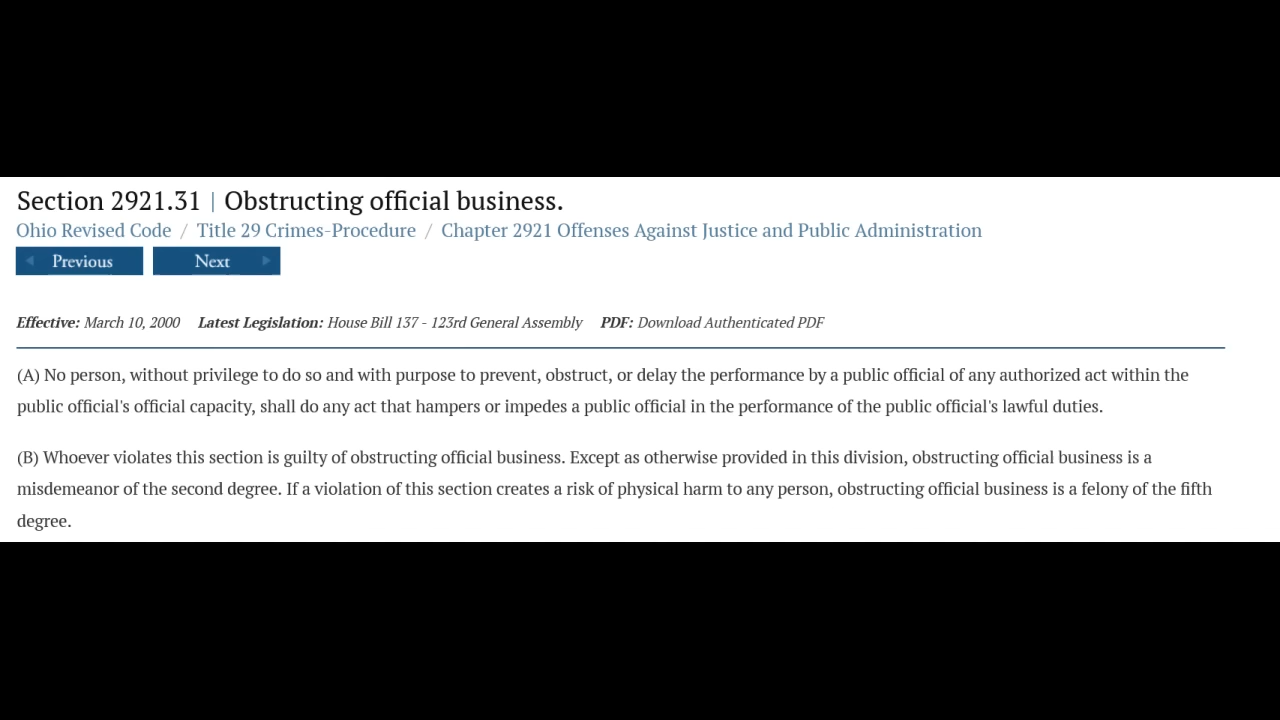 Section 2921.31 | Obstructing official business.
Ohio Revised Code / Title 29 Crimes-Procedure / Chapter 2921 Offenses Against Justice and Public Administration
Previous Next
Effective: March 10, 2000 Latest Legislation: House Bill 137 - 123rd General Assembly PDF: Download Authenticated PDF
(A) No person, without privilege to do so and with purpose to prevent, obstruct, or delay the performance by a public official of any authorized act within the
public official's official capacity, shall do any act that hampers or impedes a public official in the performance of the public official's lawful duties.
(B) Whoever violates this section is guilty of obstructing official business. Except as otherwise provided in this division, obstructing official business is a
misdemeanor of the second degree. If a violation of this section creates a risk of physical harm to any person, obstructing official business is a felony of the fifth
degree.